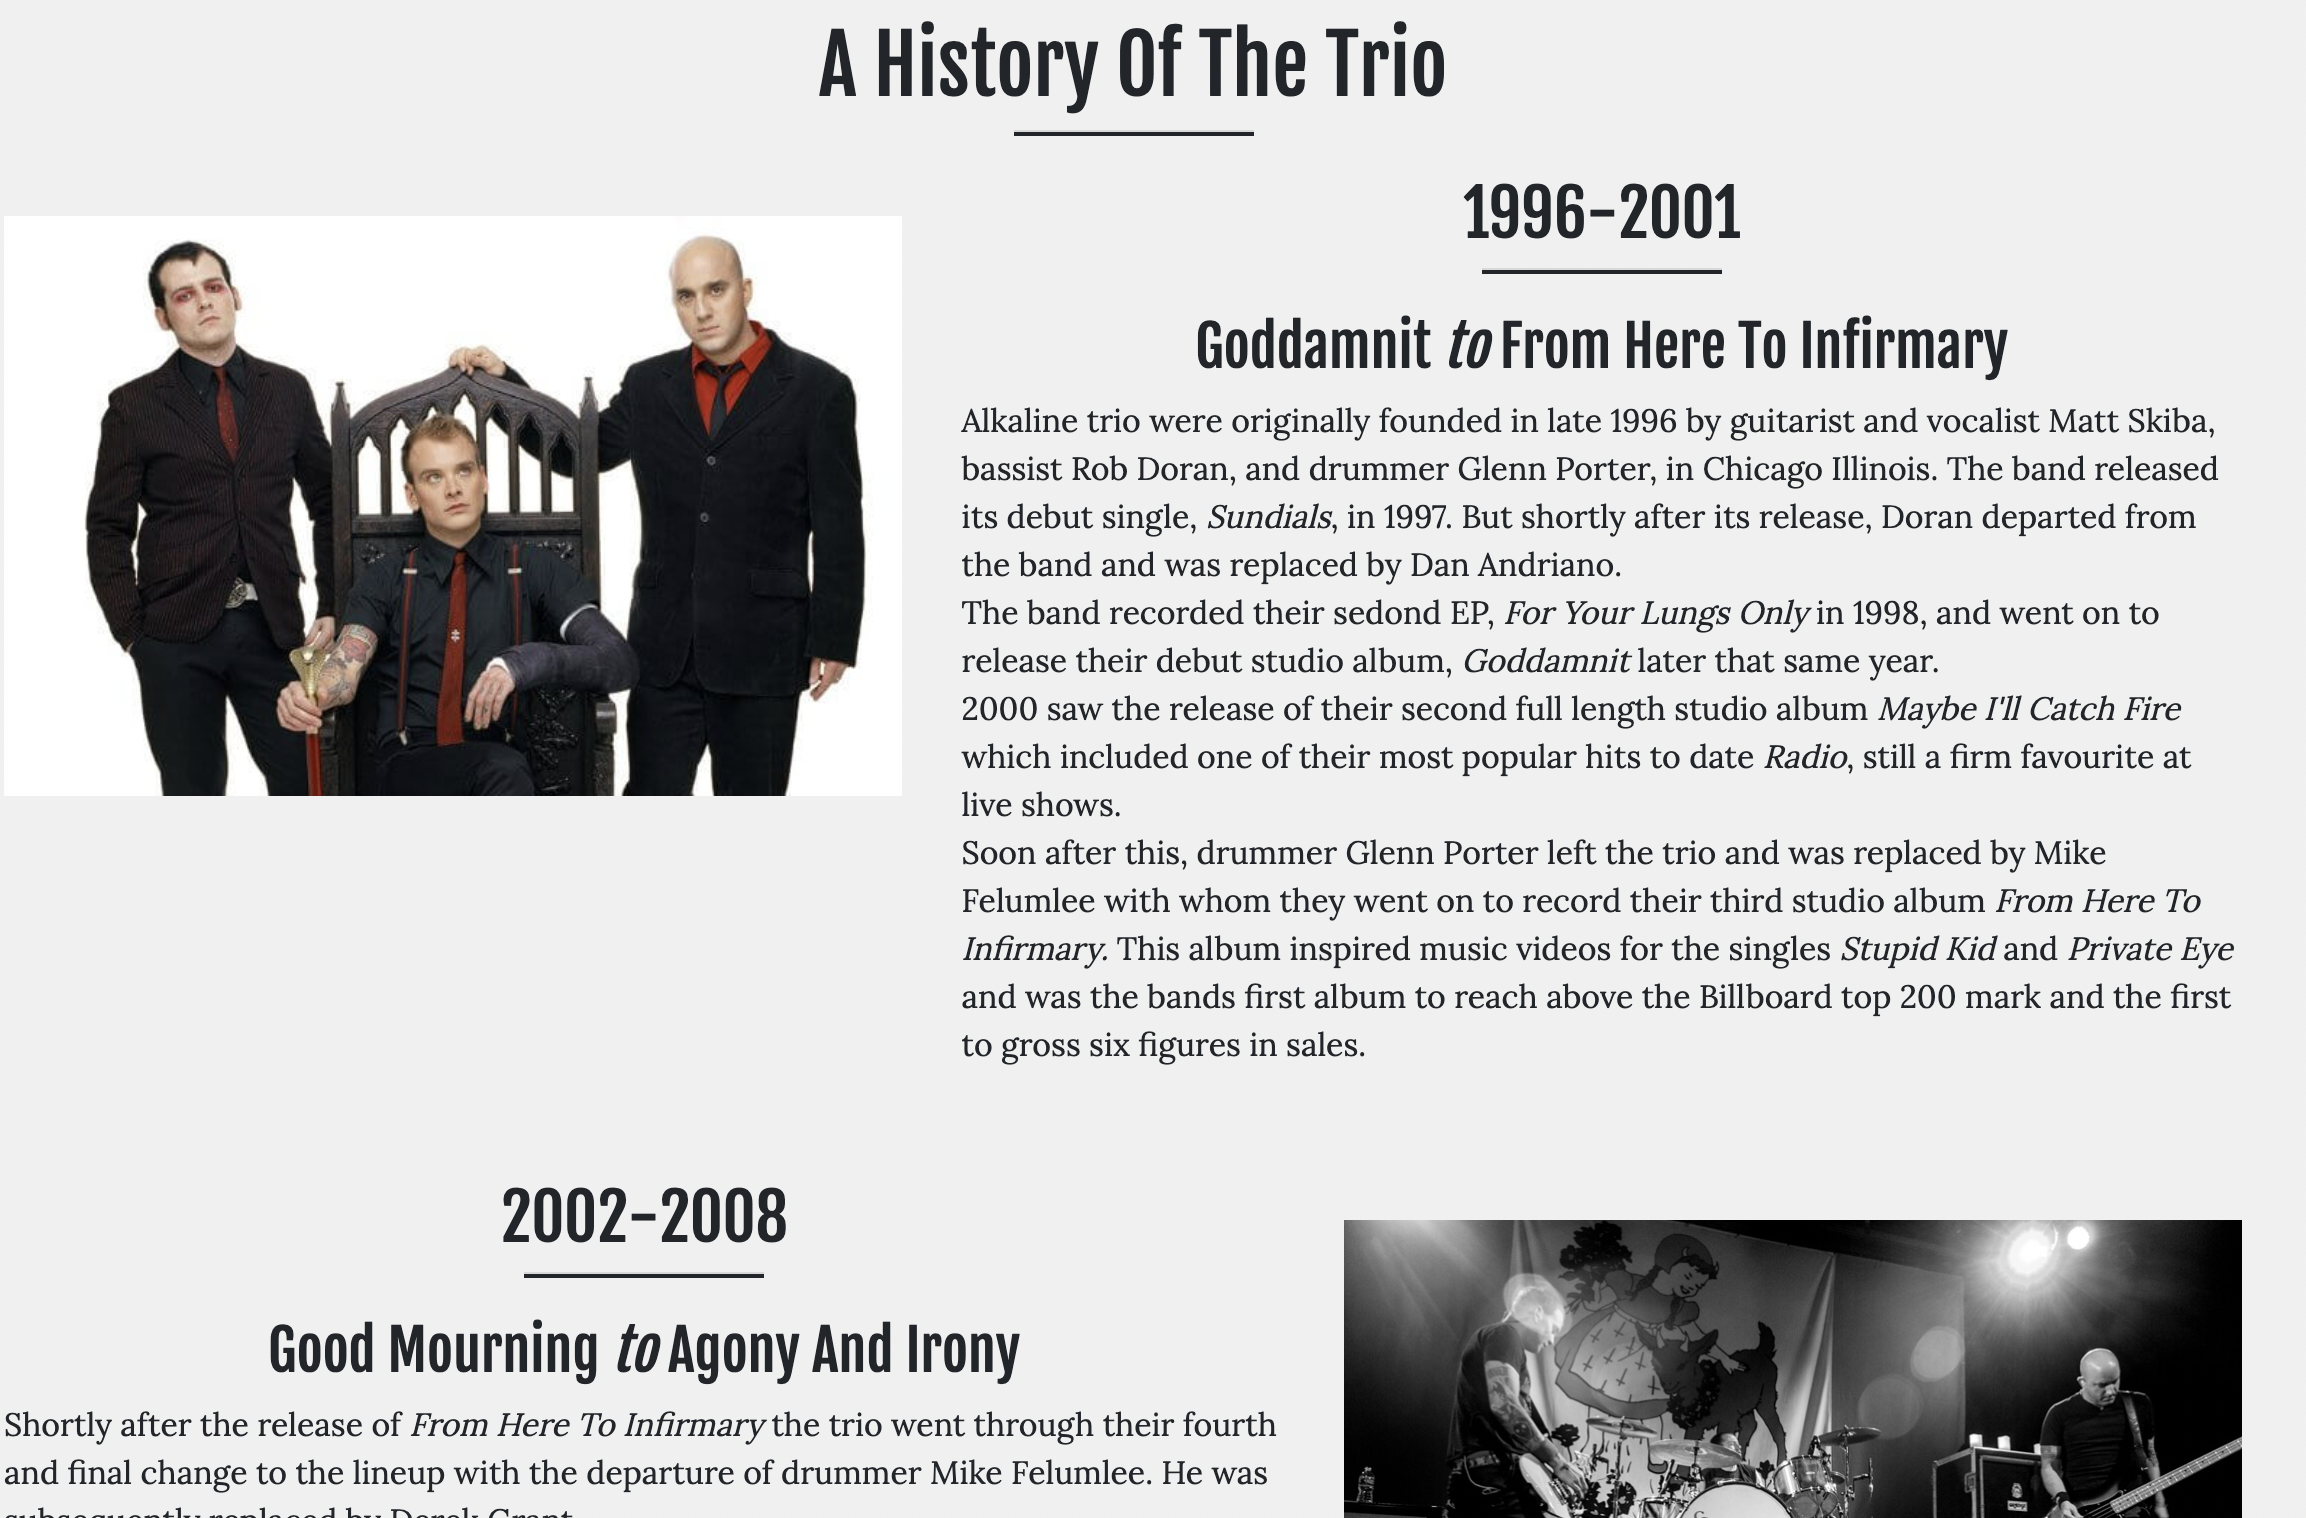 A History Of The Trio
1996-2001
Goddamnit to From Here To Infirmary
Alkaline trio were originally founded in late 1996 by guitarist and vocalist Matt Skiba,
bassist Rob Doran, and drummer Glenn Porter, in Chicago Illinois. The band released
its debut single, Sundials, in 1997. But shortly after its release, Doran departed from
the band and was replaced by Dan Andriano.
The band recorded their sedond EP, For Your Lungs Only in 1998, and went on to
release their debut studio album, Goddamnit later that same year.
2000 saw the release of their second full length studio album Maybe I'll Catch Fire
which included one of their most popular hits to date Radio, still a firm favourite at
live shows.
Soon after this, drummer Glenn Porter left the trio and was replaced by Mike
Felumlee with whom they went on to record their third studio album From Here To
Infirmary. This album inspired music videos for the singles Stupid Kid and Private Eye
and was the bands first album to reach above the Billboard top 200 mark and the first
to gross six figures in sales.
2002-2008
Good Mourning to Agony And Irony
Shortly after the release of From Here To Infirmary the trio went through their fourth
and final change to the lineup with the departure of drummer Mike Felumlee. He was
subsequently replaced by Derek Grant